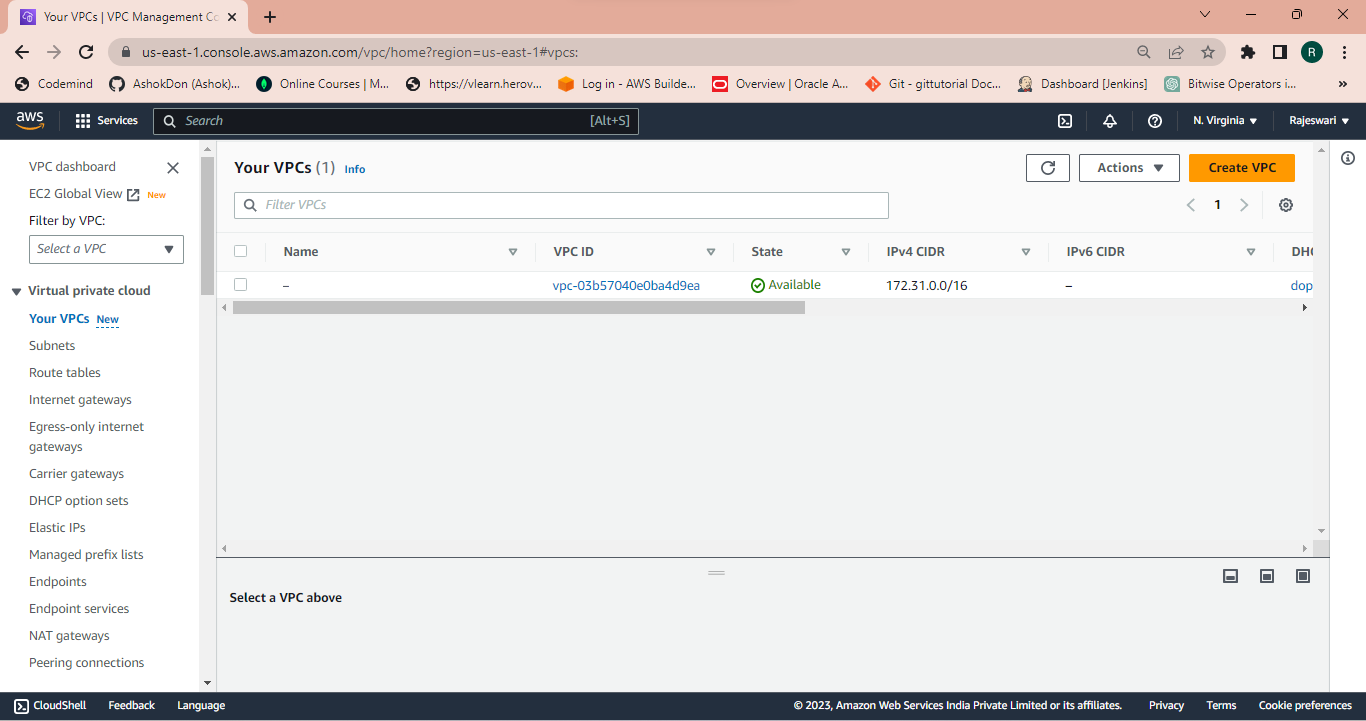 Your VPCs | VPC Management Co
us-east-1.console.aws.amazon.com/vpc/home?region=us-east-1#vpcs:
R
Codemind AshokDon (Ashok)... Online Courses | M... https://vlearn.herov... Log in - AWS Builde... Overview | Oracle A... Git - gittutorial Doc... Dashboard [Jenkins] Bitwise Operators i... »
aws Services Search [Alt+S] N. Virginia Rajeswari
VPC dashboard
EC2 Global View New
Filter by VPC:
Select a VPC
Virtual private cloud
Your VPCs New
Subnets
Route tables
Internet gateways
Egress-only internet
gateways
Carrier gateways
DHCP option sets
Elastic IPs
Managed prefix lists
Endpoints
Endpoint services
NAT gateways
Peering connections
Your VPCs (1) Info
Actions Create VPC
Filter VPCs
1
Name VPC ID State IPv4 CIDR IPv6 CIDR DHC
– vpc-03b57040e0ba4d9ea Available 172.31.0.0/16 – dop
Select a VPC above
CloudShell Feedback Language © 2023, Amazon Web Services India Private Limited or its affiliates. Privacy Terms Cookie preferences